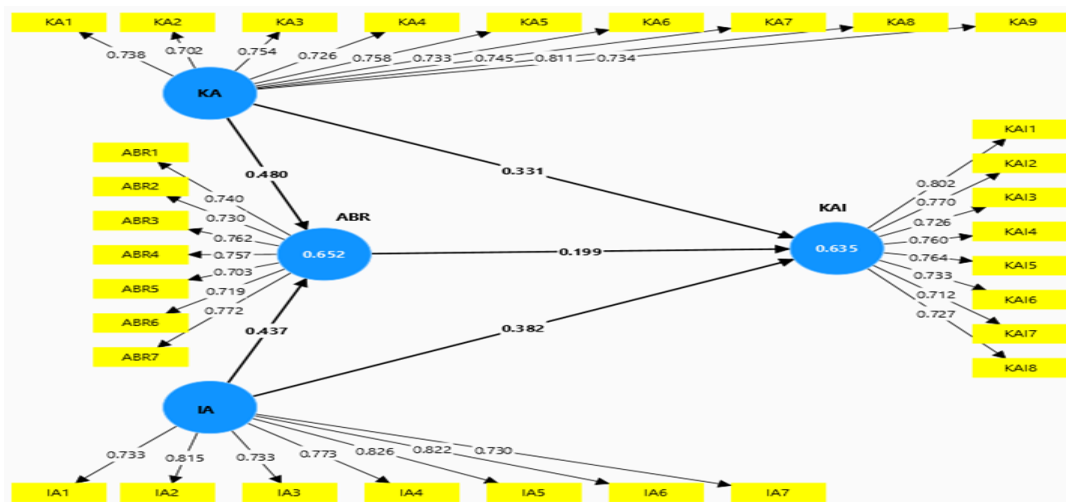 KA1 KA2 KA3 KA4 KA5 KA6 KA7 KA8 KA9
0.738 0.702 0.754 0.726 0.758 0.733 0.745 0.811 0.734
KA
KAI1
ABR1
KAI2
0.480
0.331
0.802
ABR2
0.740
0.770
KAI3
ABR3
0.730
ABR
KAI
0.726
0.762
KAI4
ABR4
0.757
0.652
0.199
0.635
0.760
0.764
KAI5
0.703
ABR5
0.719
0.733
KAI6
0.772
0.712
ABR6
0.437
0.382
0.727
KAI7
ABR7
KAI8
IA
0.733 0.815 0.733 0.773 0.826 0.822 0.730
IA1 IA2 IA3 IA4 IA5 IA6 IA7